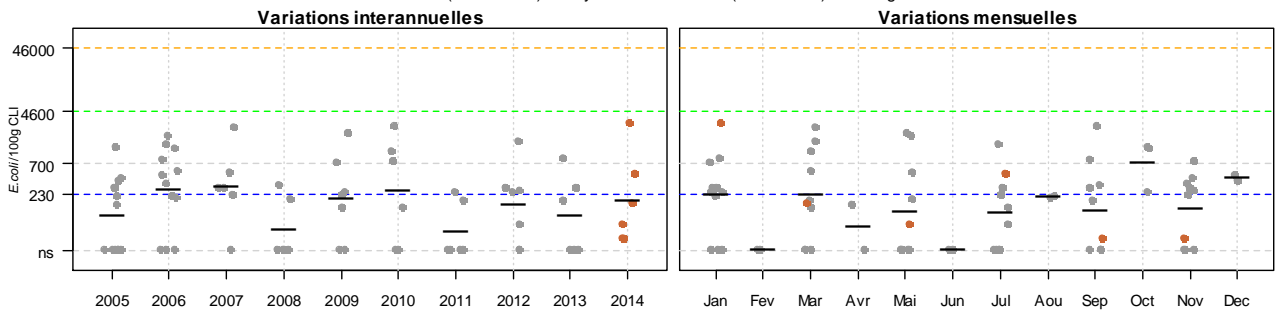 Variations interannuelles
Variations mensuelles
E.coli/100g CLI
46000
4600
700
230
ns
2005 2006 2007 2008 2009 2010 2011 2012 2013 2014
Jan Fev Mar Avr Mai Jun Jul Aou Sep Oct Nov Dec